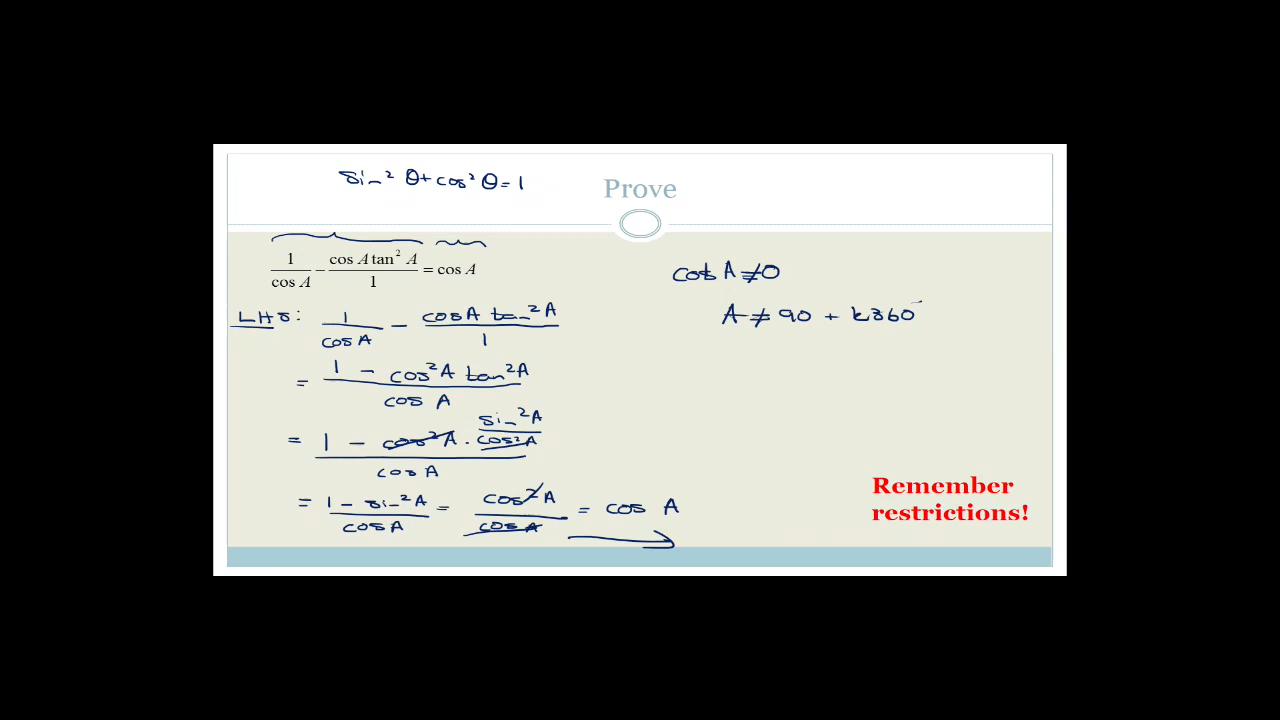 sin² θ + cos² θ = 1
Prove
1/cos A − cos A tan² A/1 = cos A
LHS: 1/cos A − cos A tan² A/1
= (1 − cos² A tan² A)/cos A
= (1 − cos² A · sin² A/cos² A)/cos A
= (1 − sin² A)/cos A = cos² A/cos A = cos A
cos A ≠ 0
A ≠ 90 + k360
Remember
restrictions!